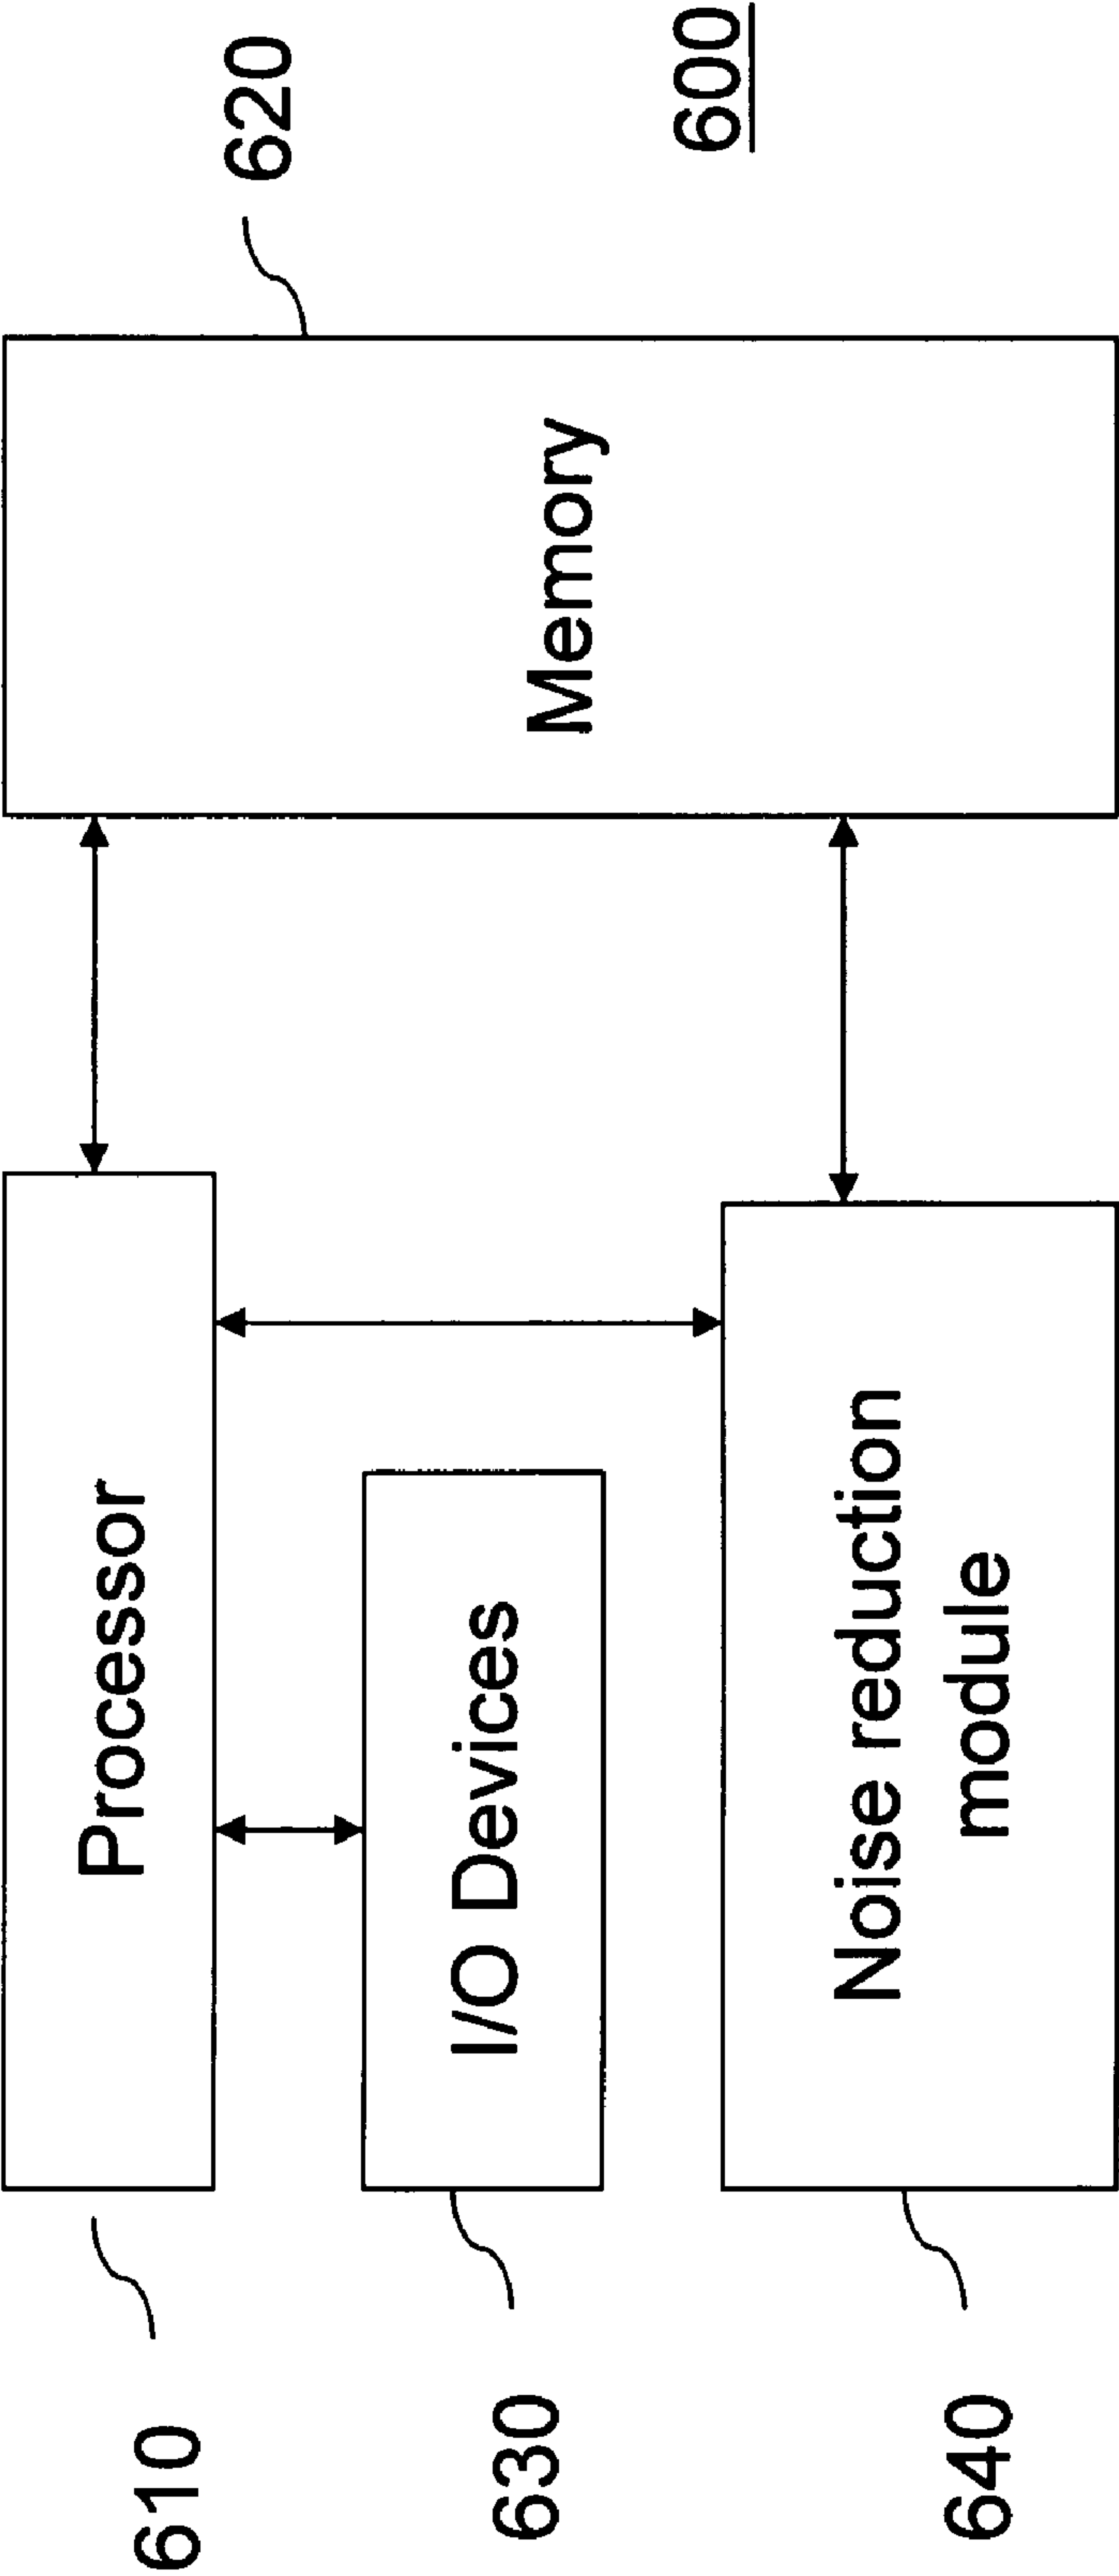 610
Processor
630
I/O Devices
640
Noise reduction
module
Memory
620
600